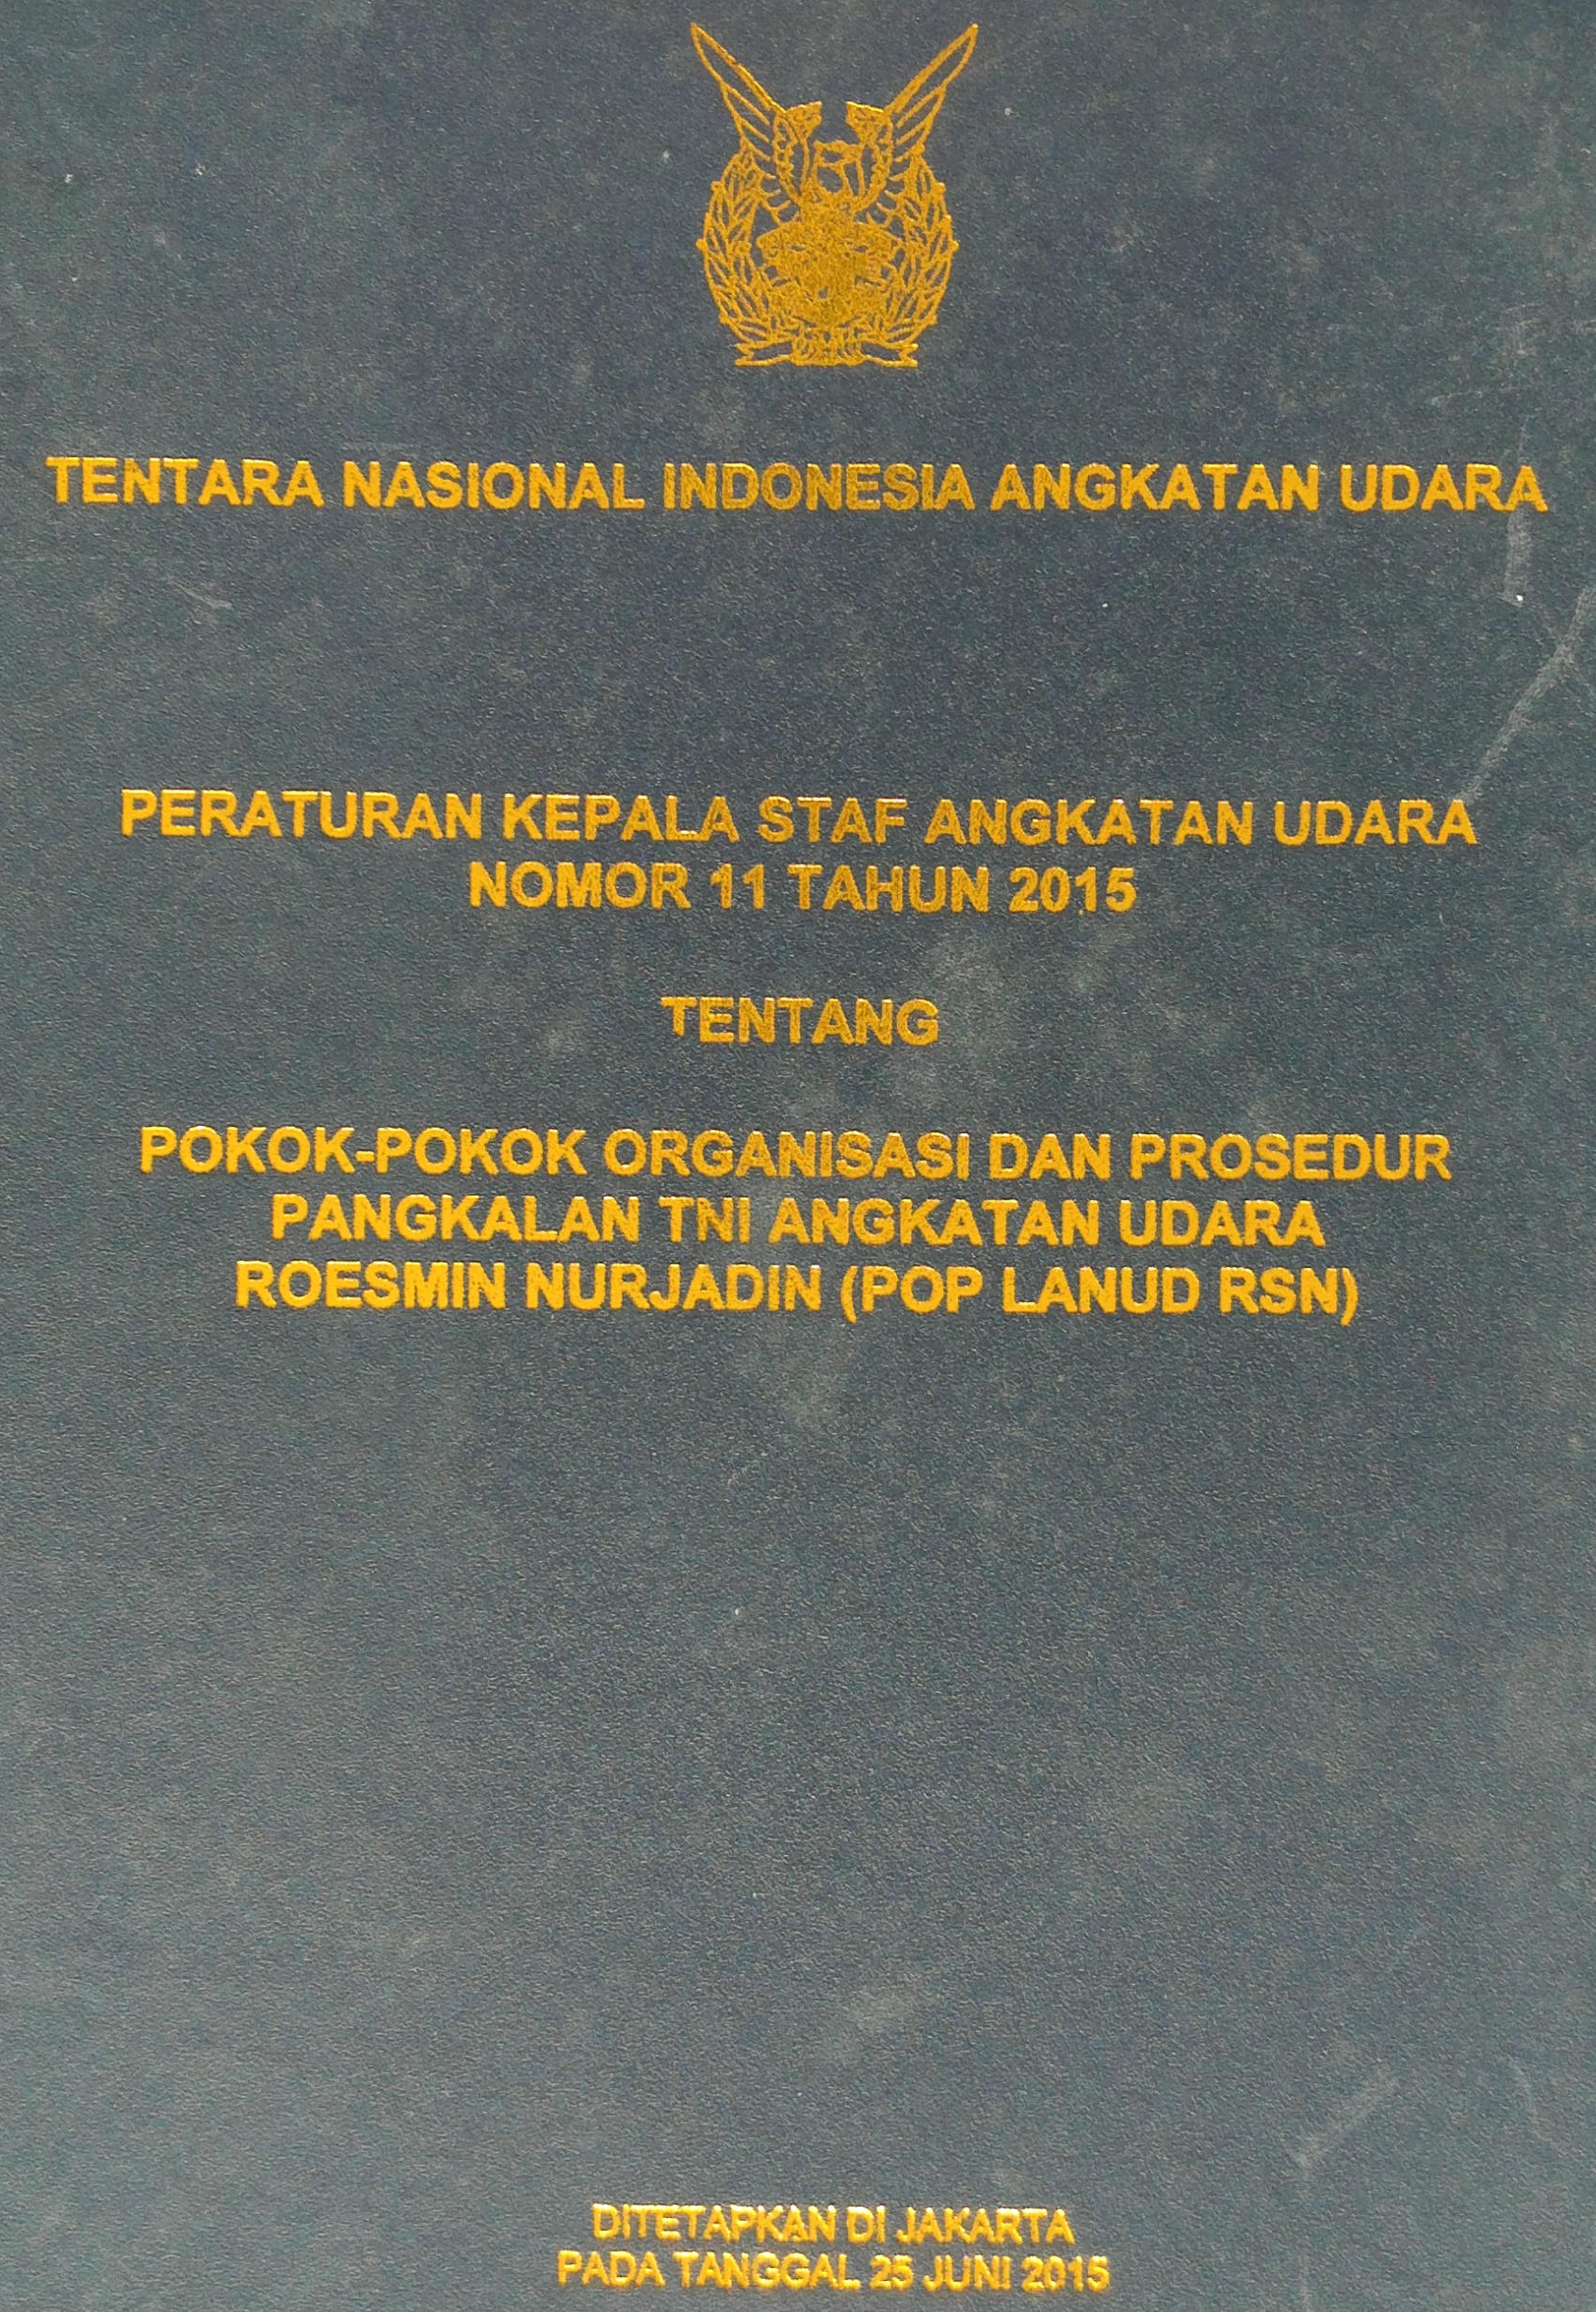 TENTARA NASIONAL INDONESIA ANGKATAN UDARA
PERATURAN KEPALA STAF ANGKATAN UDARA
NOMOR 11 TAHUN 2015
TENTANG
POKOK-POKOK ORGANISASI DAN PROSEDUR
PANGKALAN TNI ANGKATAN UDARA
ROESMIN NURJADIN (POP LANUD RSN)
DITETAPKAN DI JAKARTA
PADA TANGGAL 25 JUNI 2015